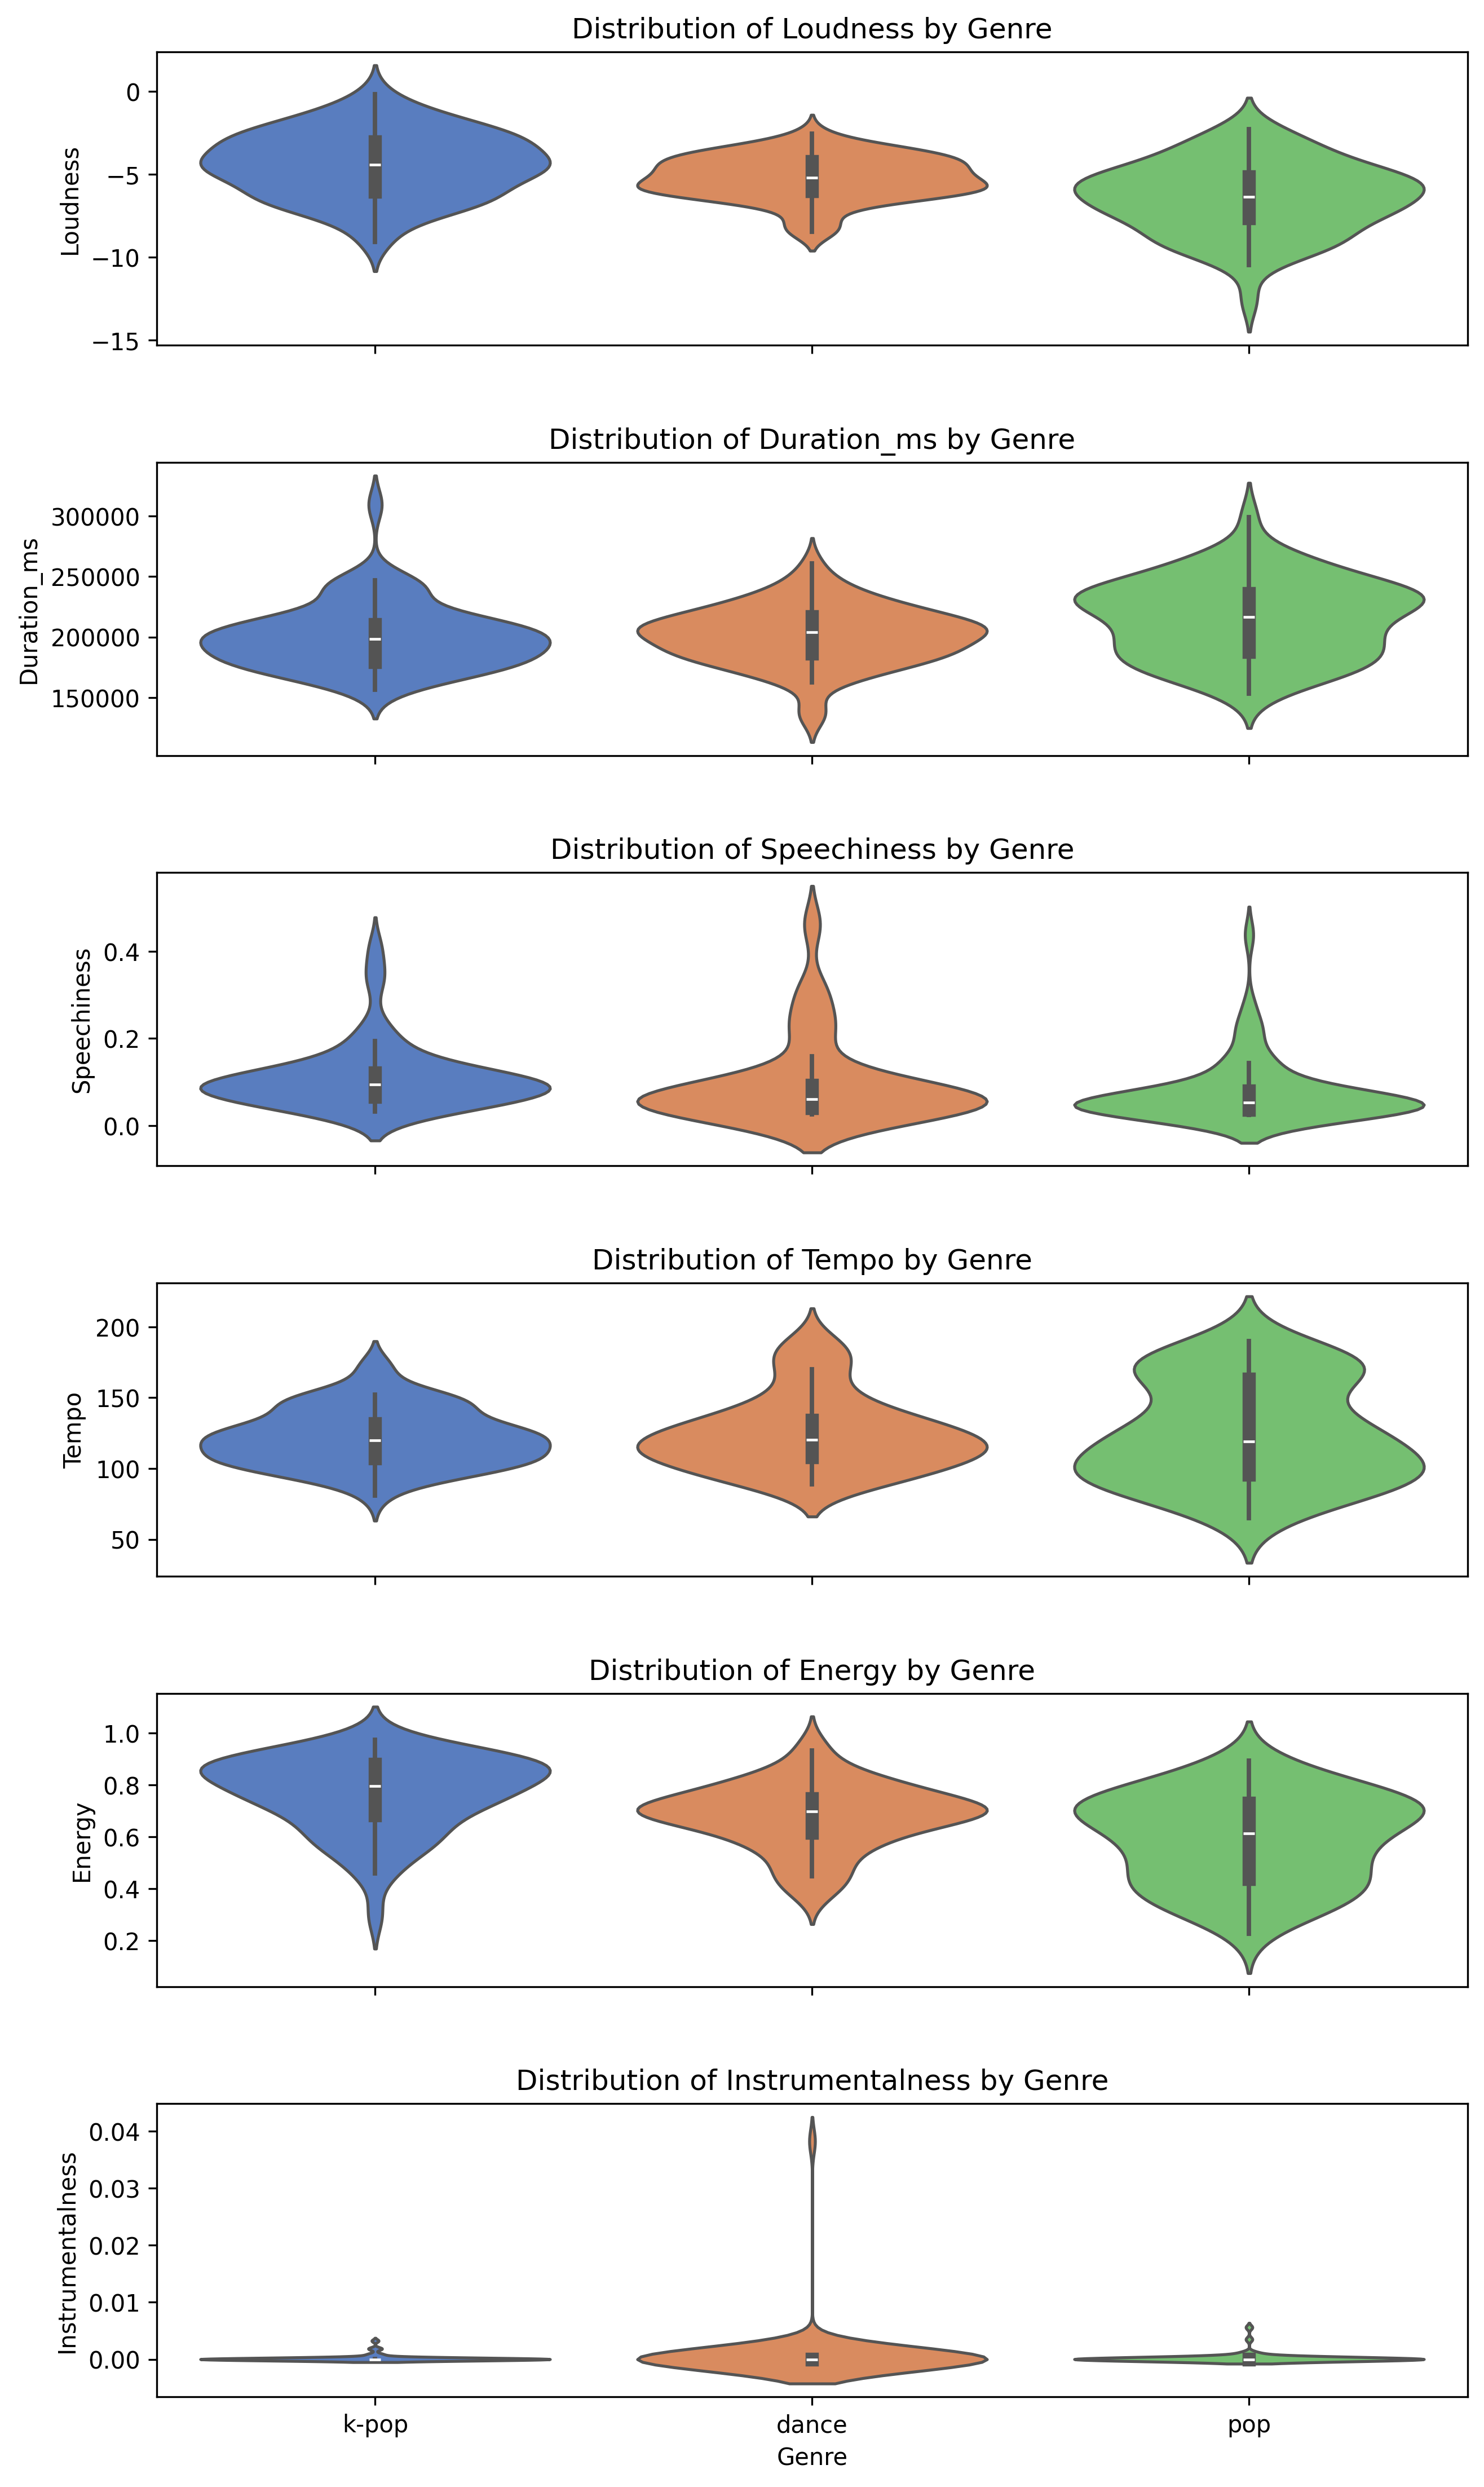 Distribution of Loudness by Genre
Loudness
0
−5
−10
−15
Distribution of Duration_ms by Genre
Duration_ms
300000
250000
200000
150000
Distribution of Speechiness by Genre
Speechiness
0.4
0.2
0.0
Distribution of Tempo by Genre
Tempo
200
150
100
50
Distribution of Energy by Genre
Energy
1.0
0.8
0.6
0.4
0.2
Distribution of Instrumentalness by Genre
Instrumentalness
0.04
0.03
0.02
0.01
0.00
k-pop dance pop
Genre